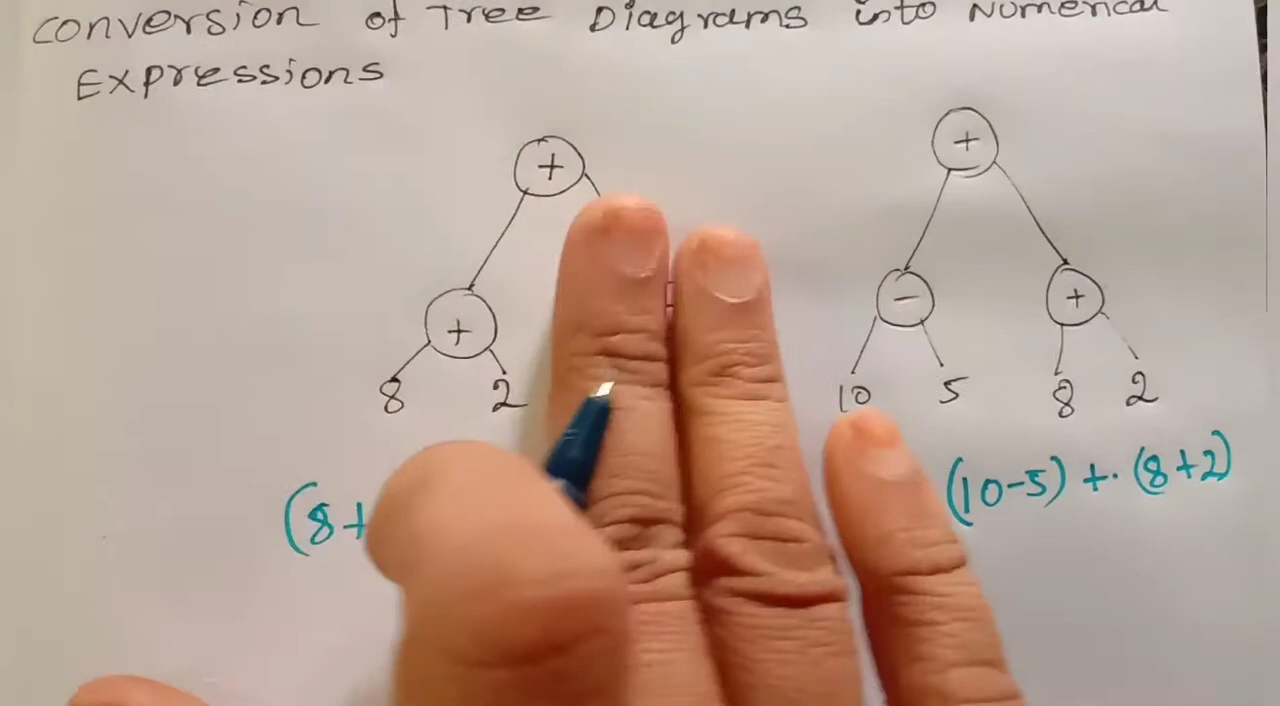 conversion of Tree Diagrams into Numerical
Expressions
+ +
+ - +
8 2 10 5 8 2
(8+ (10-5) +· (8+2)